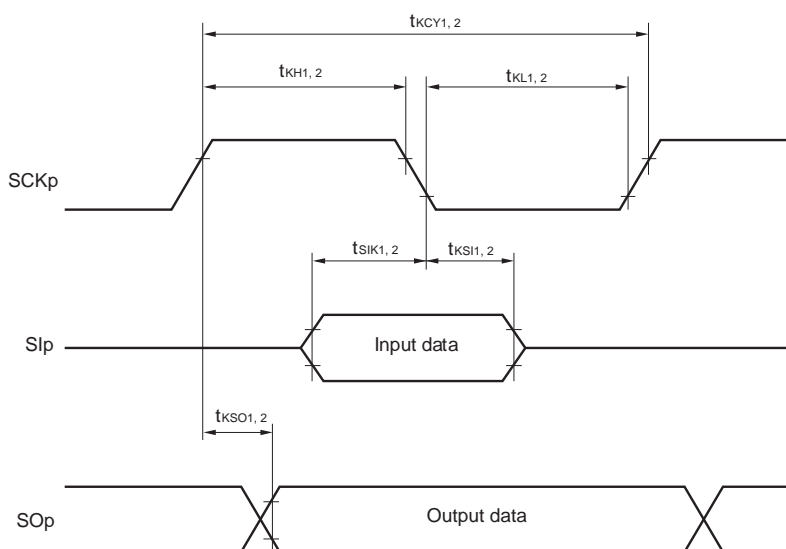 tKCY1, 2
tKH1, 2
tKL1, 2
SCKp
tSIK1, 2
tKSI1, 2
SIp
Input data
tKSO1, 2
SOp
Output data